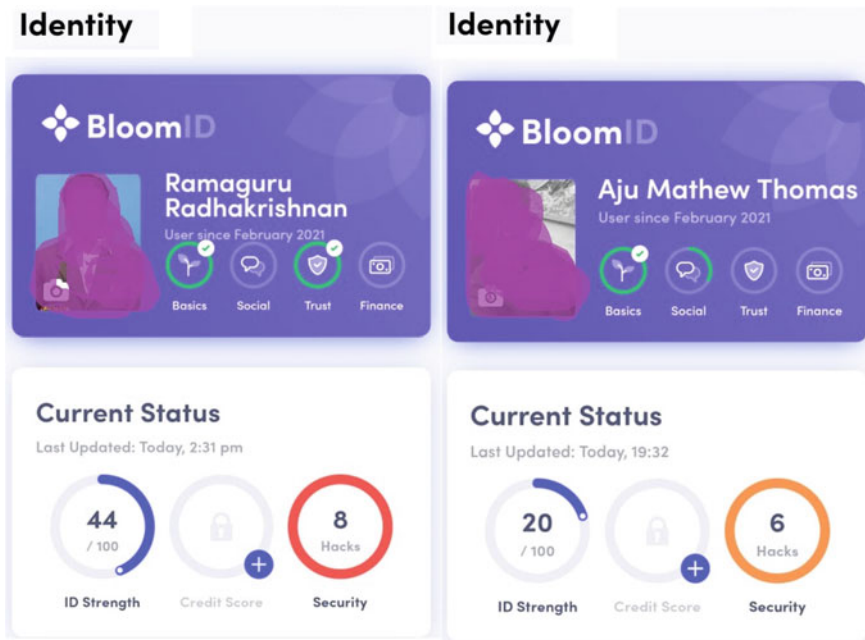 Identity
BloomID
Ramaguru
Radhakrishnan
User since February 2021
Basics Social Trust Finance
Current Status
Last Updated: Today, 2:31 pm
44
/ 100
8
Hacks
ID Strength Credit Score Security
Identity
BloomID
Aju Mathew Thomas
User since February 2021
Basics Social Trust Finance
Current Status
Last Updated: Today, 19:32
20
/ 100
6
Hacks
ID Strength Credit Score Security